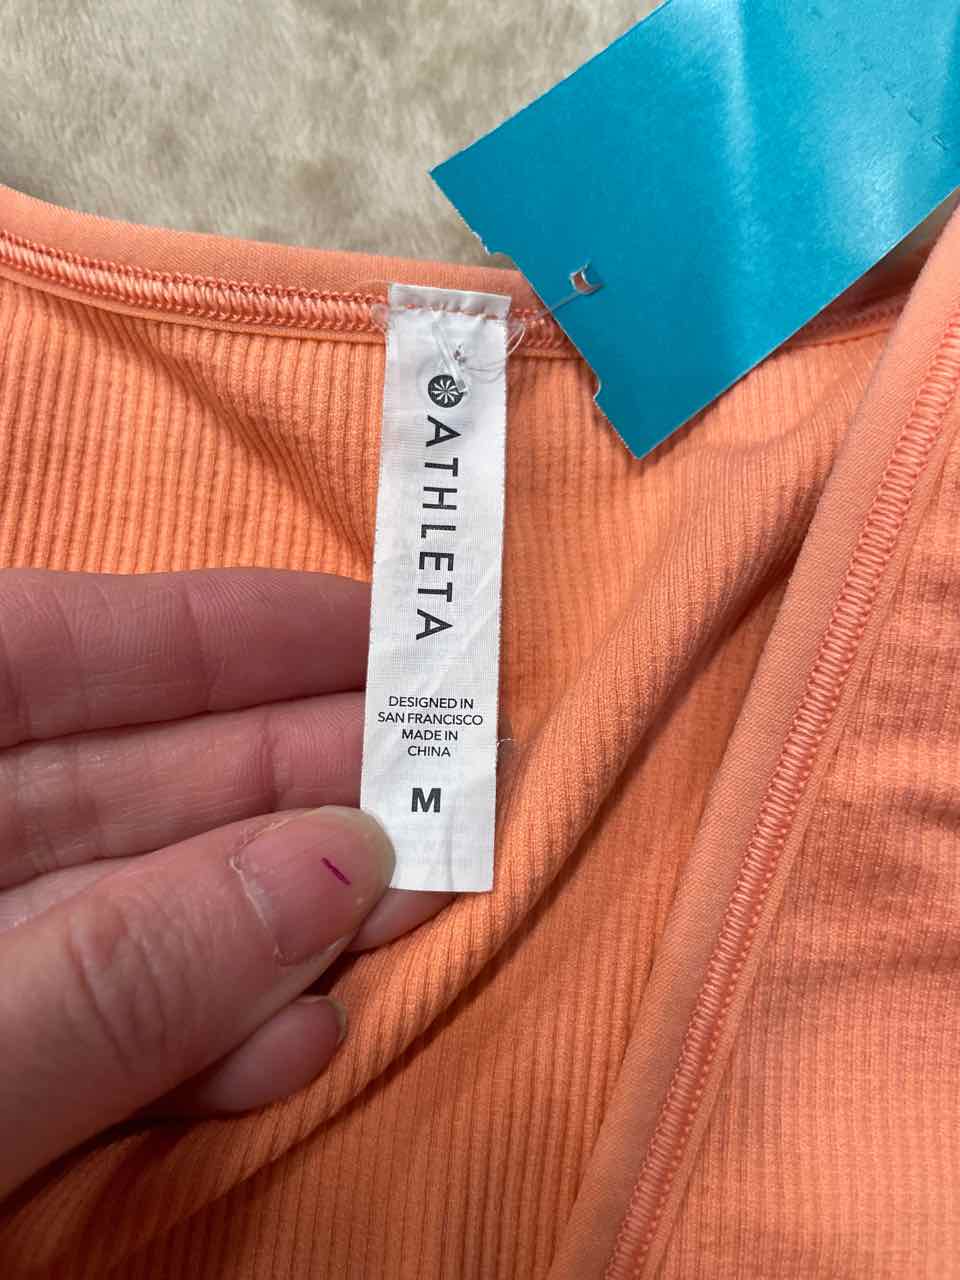 ATHLETA
DESIGNED IN
SAN FRANCISCO
MADE IN
CHINA
M